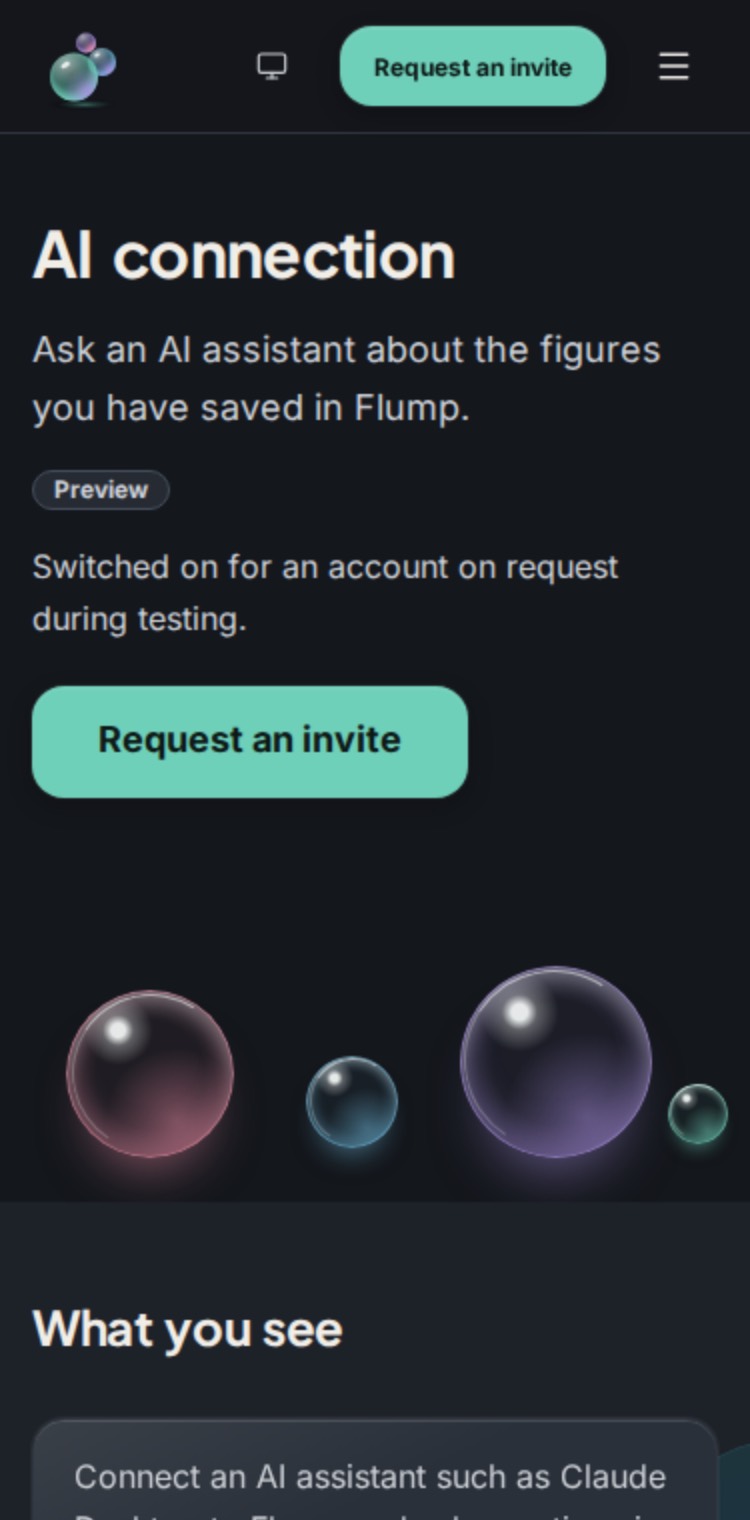 Request an invite
AI connection
Ask an AI assistant about the figures
you have saved in Flump.
Preview
Switched on for an account on request
during testing.
Request an invite
What you see
Connect an AI assistant such as Claude